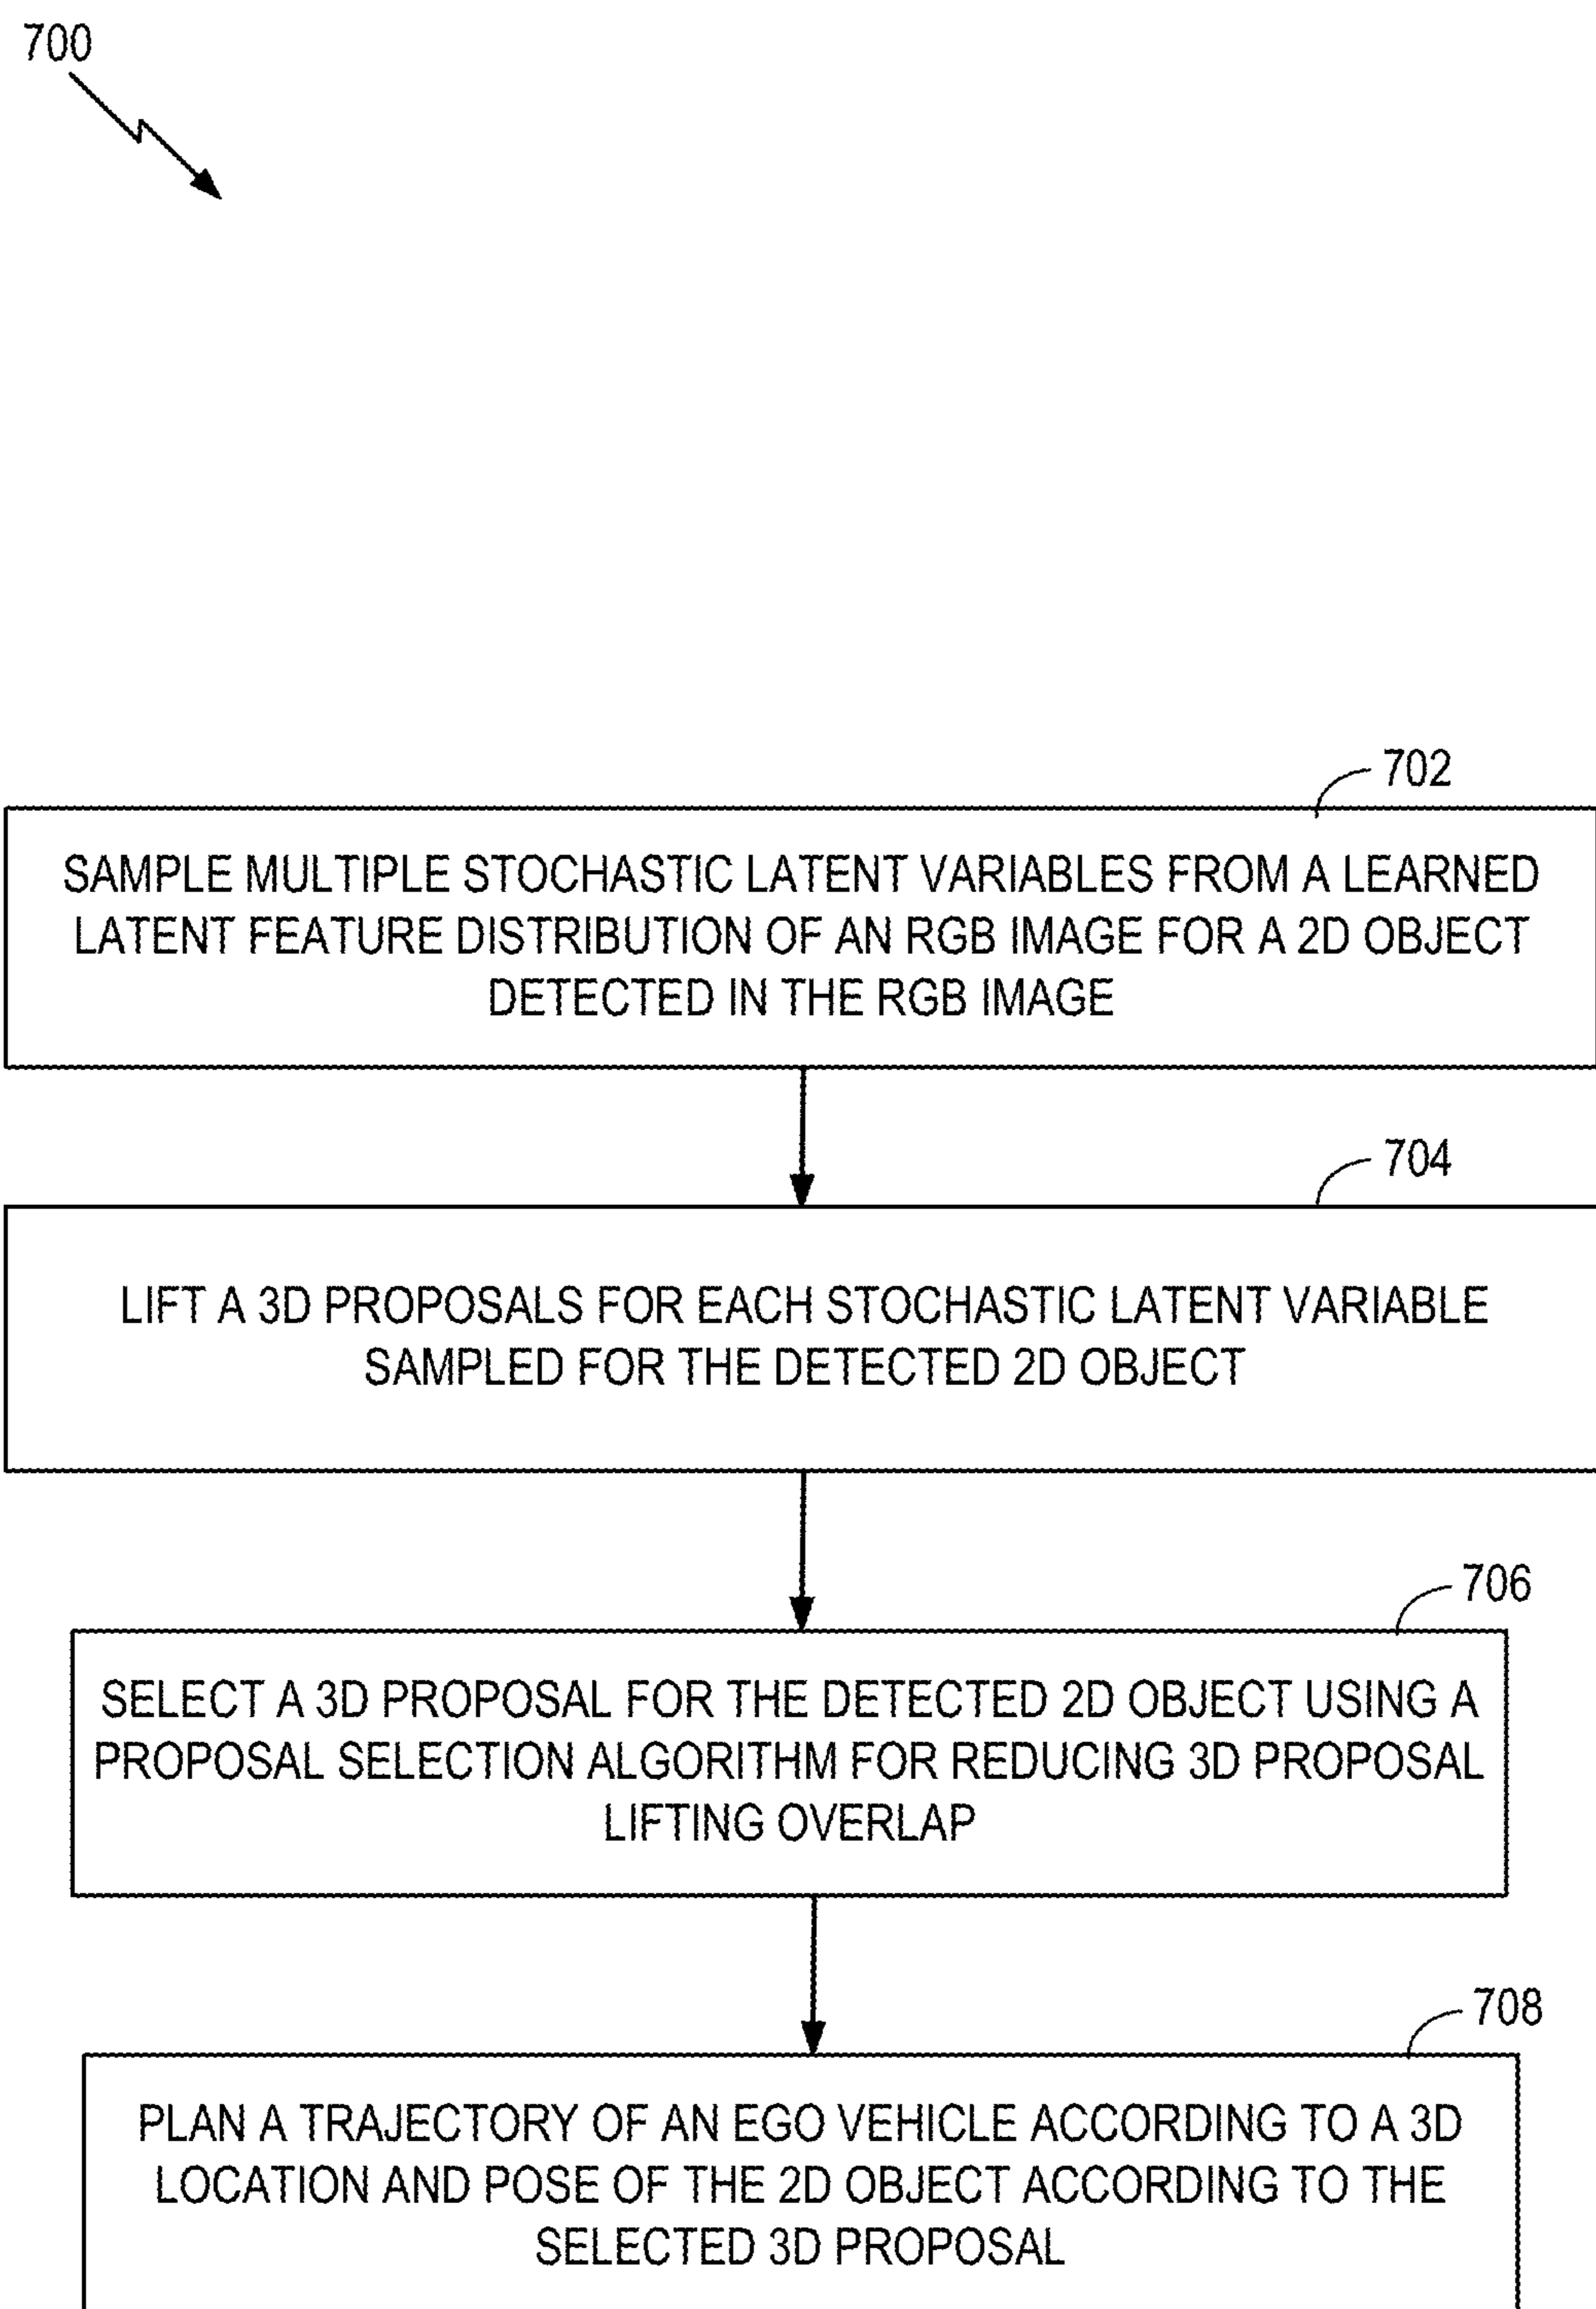 700
702
SAMPLE MULTIPLE STOCHASTIC LATENT VARIABLES FROM A LEARNED
LATENT FEATURE DISTRIBUTION OF AN RGB IMAGE FOR A 2D OBJECT
DETECTED IN THE RGB IMAGE
704
LIFT A 3D PROPOSALS FOR EACH STOCHASTIC LATENT VARIABLE
SAMPLED FOR THE DETECTED 2D OBJECT
706
SELECT A 3D PROPOSAL FOR THE DETECTED 2D OBJECT USING A
PROPOSAL SELECTION ALGORITHM FOR REDUCING 3D PROPOSAL
LIFTING OVERLAP
708
PLAN A TRAJECTORY OF AN EGO VEHICLE ACCORDING TO A 3D
LOCATION AND POSE OF THE 2D OBJECT ACCORDING TO THE
SELECTED 3D PROPOSAL